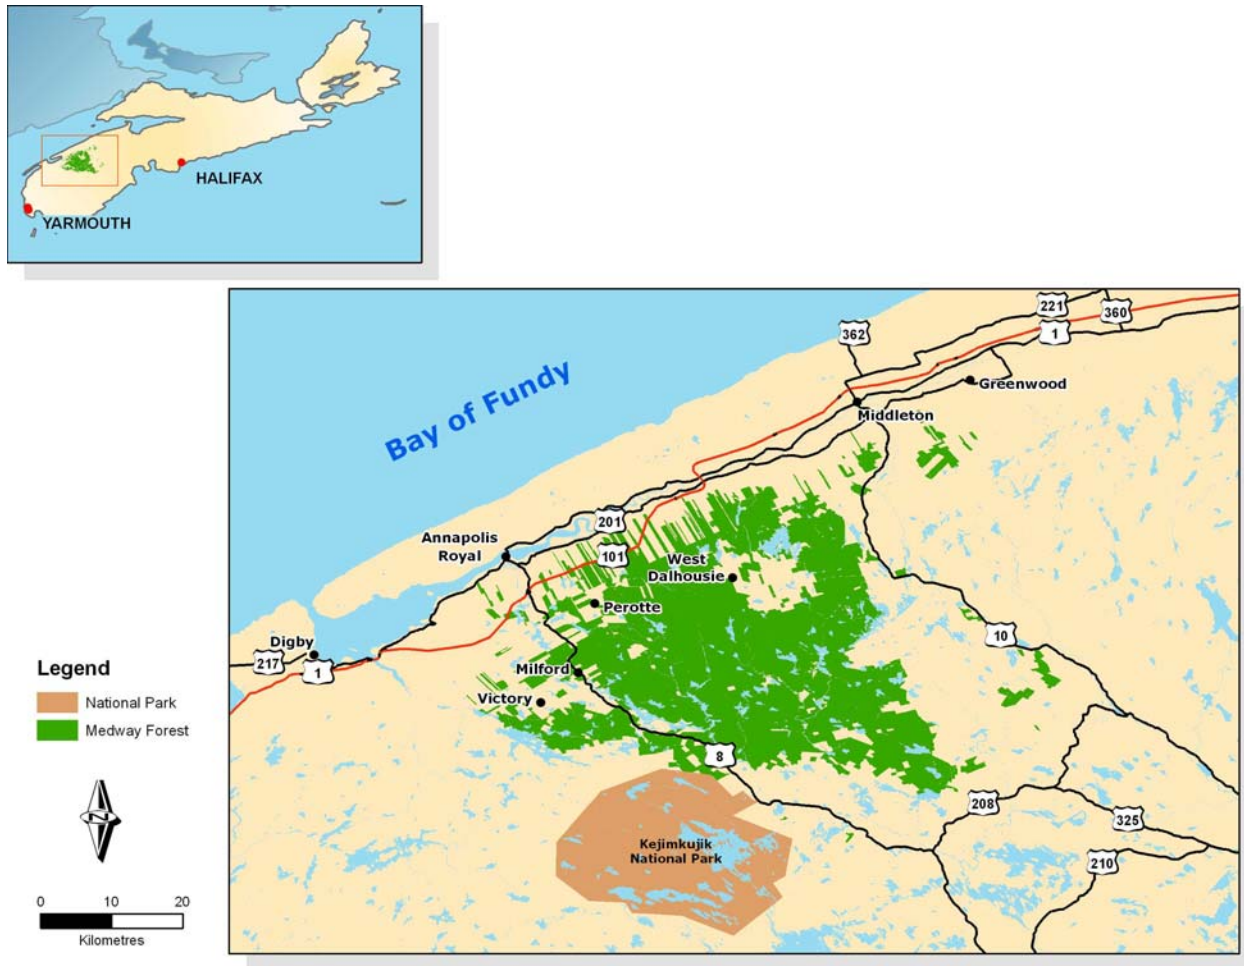 HALIFAX
YARMOUTH
Bay of Fundy
221
360
362
1
Greenwood
Middleton
201
Annapolis
Royal
101
West
Dalhousie
Perotte
Digby
217
1
10
Milford
Victory
8
208
325
Kejimkujik
National Park
210
Legend
National Park
Medway Forest
N
0 10 20
Kilometres